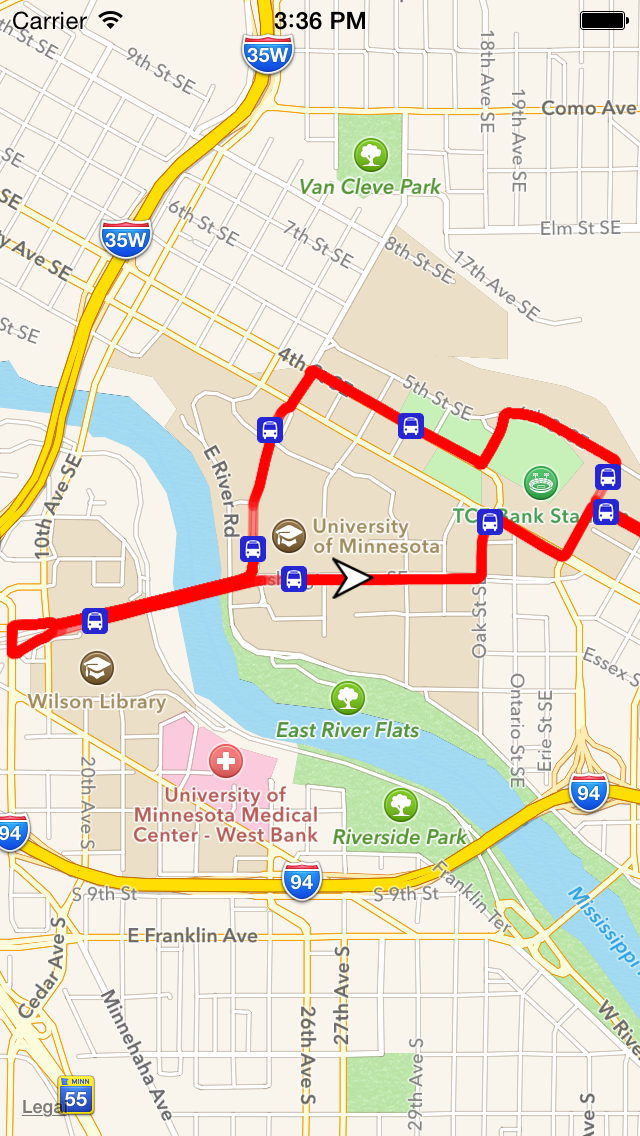 Carrier
3:36 PM
35W
9th St SE
18th Ave SE
19th Ave SE
Como Ave
Van Cleve Park
SE
6th St SE
7th St SE
8th St SE
Elm St SE
17th Ave SE
35W
Ave SE
St SE
4th
5th St SE
E River Rd
10th Ave SE
University
of Minnesota
Bank Sta
SE
Oak St S
Essex S
Wilson Library
East River Flats
Ontario St SE
Erie St SE
20th Ave S
University of
Minnesota Medical
Center - West Bank
Riverside Park
94
94
94
S 9th St
S 9th St
Franklin Ter
Mississippi
E Franklin Ave
Cedar Ave S
Minnehaha Ave
26th Ave S
27th Ave S
29th Ave S
W Rive
ve S
MINN
55
Legal